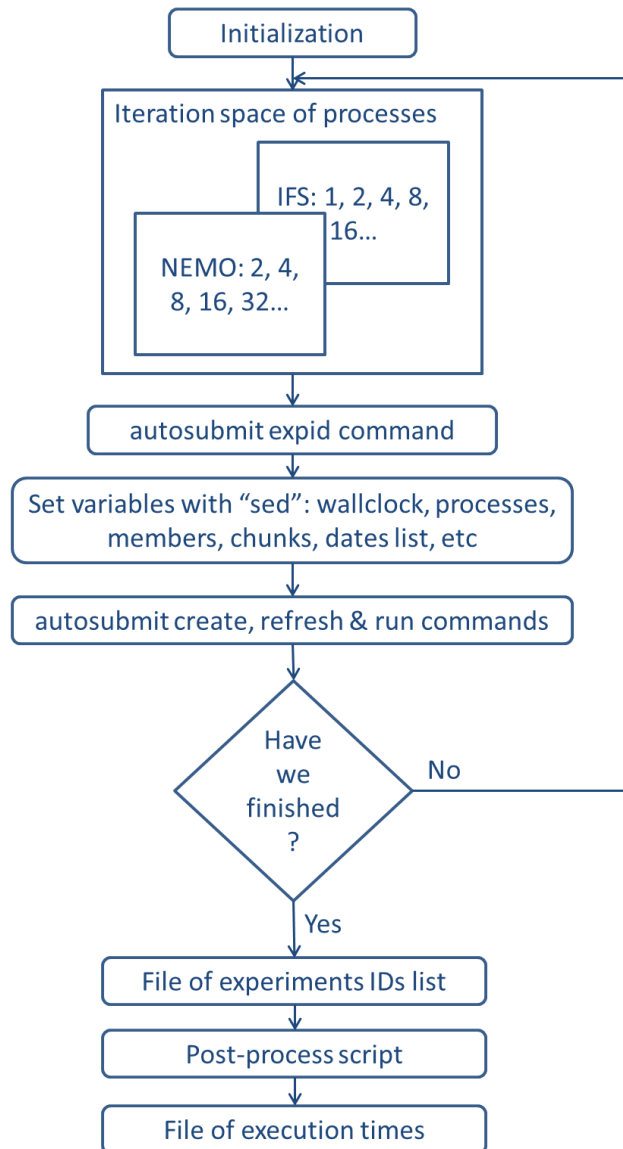 Initialization
Iteration space of processes
IFS: 1, 2, 4, 8,
16...
NEMO: 2, 4,
8, 16, 32...
autosubmit expid command
Set variables with “sed”: wallclock, processes,
members, chunks, dates list, etc
autosubmit create, refresh & run commands
Have
we
finished
?
No
Yes
File of experiments IDs list
Post-process script
File of execution times